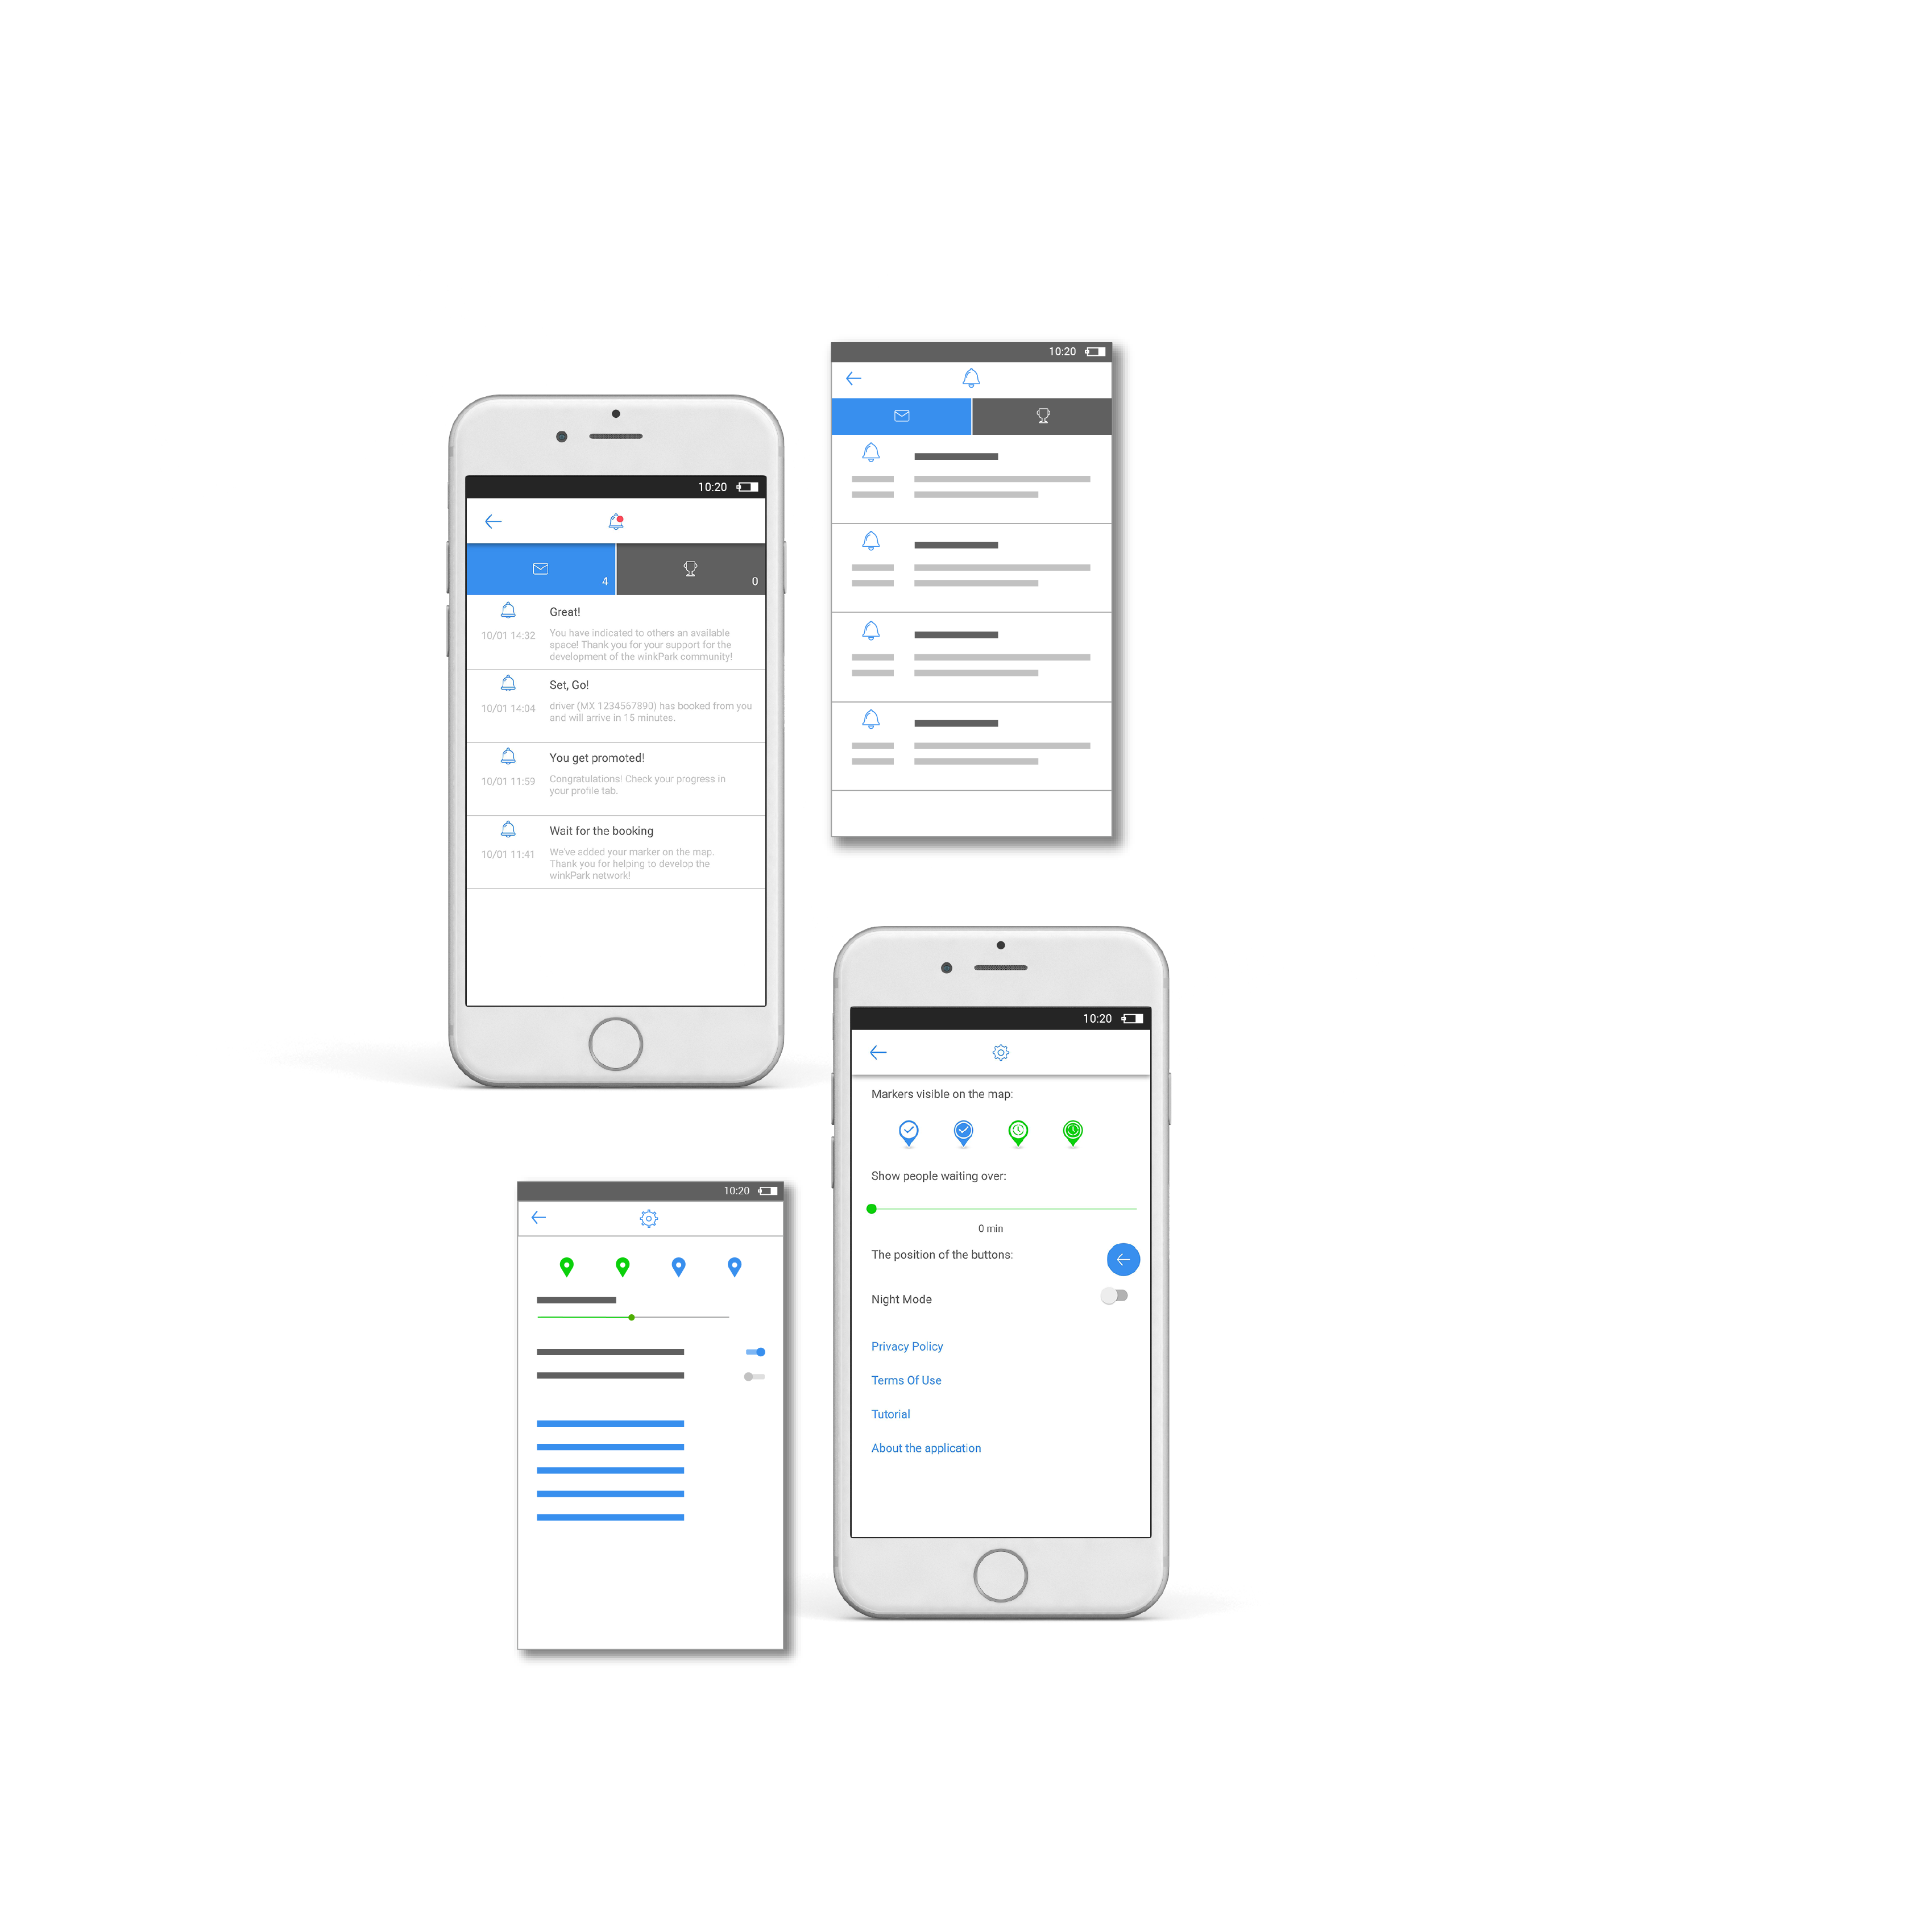 10:20
4
0
Great!
10/01 14:32
You have indicated to others an available
space! Thank you for your support for the
development of the winkPark community!
Set, Go!
10/01 14:04
driver (MX 1234567890) has booked from you
and will arrive in 15 minutes.
You get promoted!
10/01 11:59
Congratulations! Check your progress in
your profile tab.
Wait for the booking
10/01 11:41
We've added your marker on the map.
Thank you for helping to develop the
winkPark network!
10:20
10:20
10:20
Markers visible on the map:
Show people waiting over:
0 min
The position of the buttons:
Night Mode
Privacy Policy
Terms Of Use
Tutorial
About the application